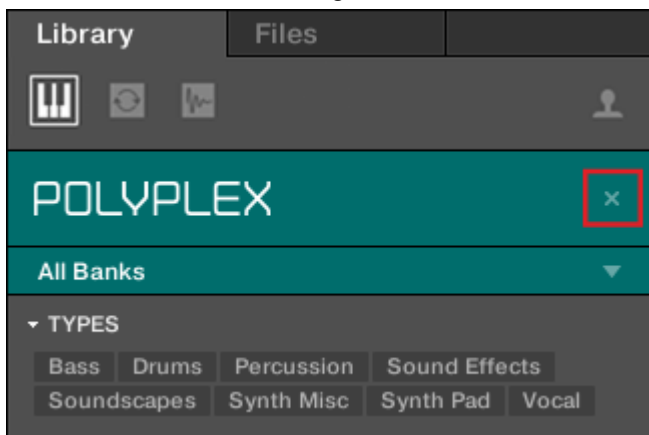 Library Files
POLYPLEX
All Banks
TYPES
Bass Drums Percussion Sound Effects
Soundscapes Synth Misc Synth Pad Vocal